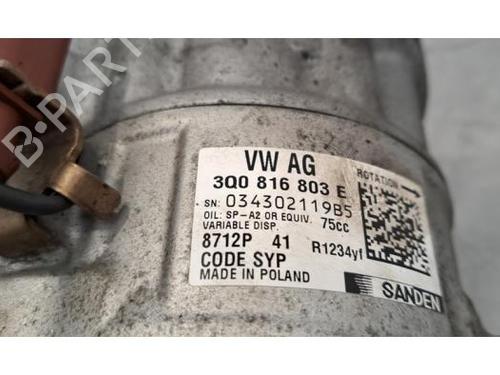 B-PARTS
VW AG
3Q0 816 803 E
SN: 034302119B5
OIL: SP-A2 OR EQUIV. 75cc
VARIABLE DISP.
8712P 41 R1234yf
CODE SYP
MADE IN POLAND
ROTATION
SANDEN